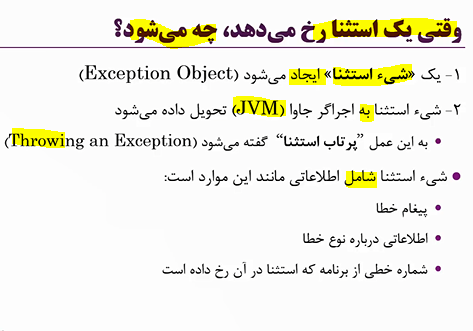 وقتی یک استثنا رخ می‌دهد، چه می‌شود؟
۱- یک «شیء استثنا» ایجاد می‌شود (Exception Object)
۲- شیء استثنا به اجراگر جاوا (JVM) تحویل داده می‌شود
• به این عمل ”پرتاب استثنا“ گفته می‌شود (Throwing an Exception)
• شیء استثنا شامل اطلاعاتی مانند این موارد است:
• پیغام خطا
• اطلاعاتی درباره نوع خطا
• شماره خطی از برنامه که استثنا در آن رخ داده است